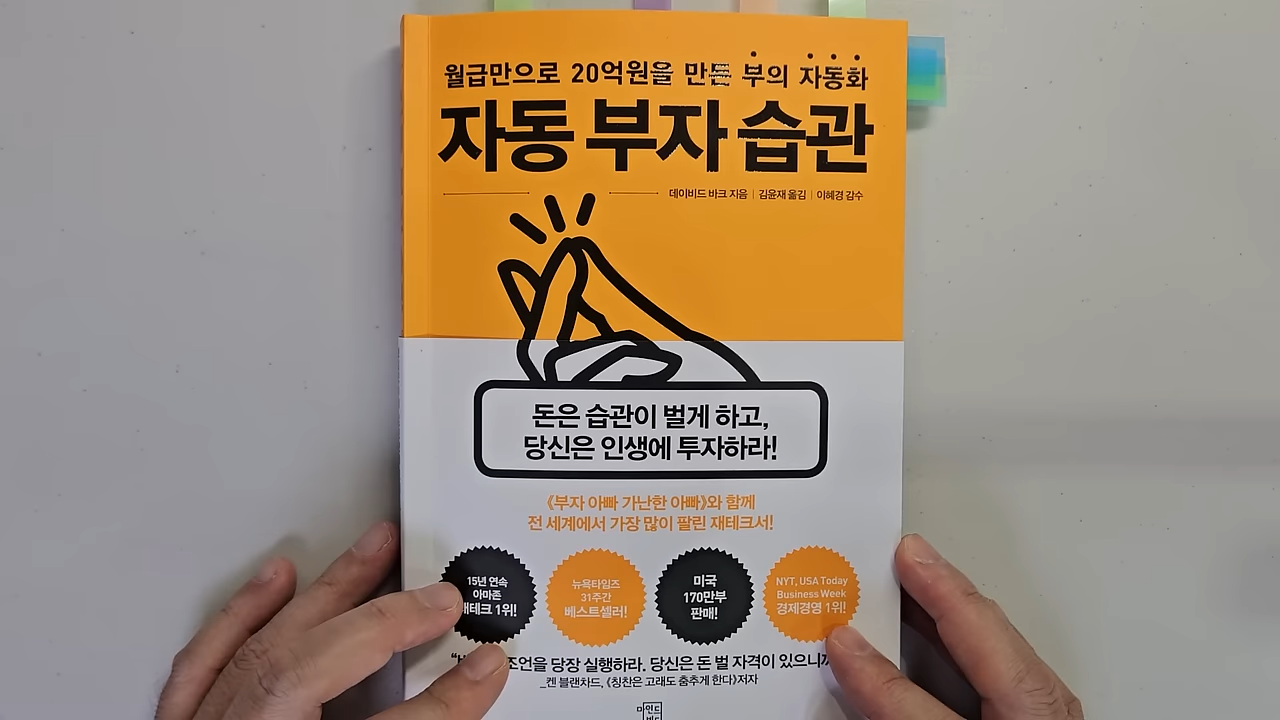 월급만으로 20억원을 만든 부의 자동화
자동 부자 습관
데이비드 바크 지음 | 김윤재 옮김 | 이혜경 감수
돈은 습관이 벌게 하고,
당신은 인생에 투자하라!
《부자 아빠 가난한 아빠》와 함께
전 세계에서 가장 많이 팔린 재테크서!
15년 연속
아마존
재테크 1위!
뉴욕타임즈
31주간
베스트셀러!
미국
170만부
판매!
NYT, USA Today
Business Week
경제경영 1위!
조언을 당장 실행하라. 당신은 돈 벌 자격이 있으니까
_켄 블랜차드, 《칭찬은 고래도 춤추게 한다》저자
마인드
빌드